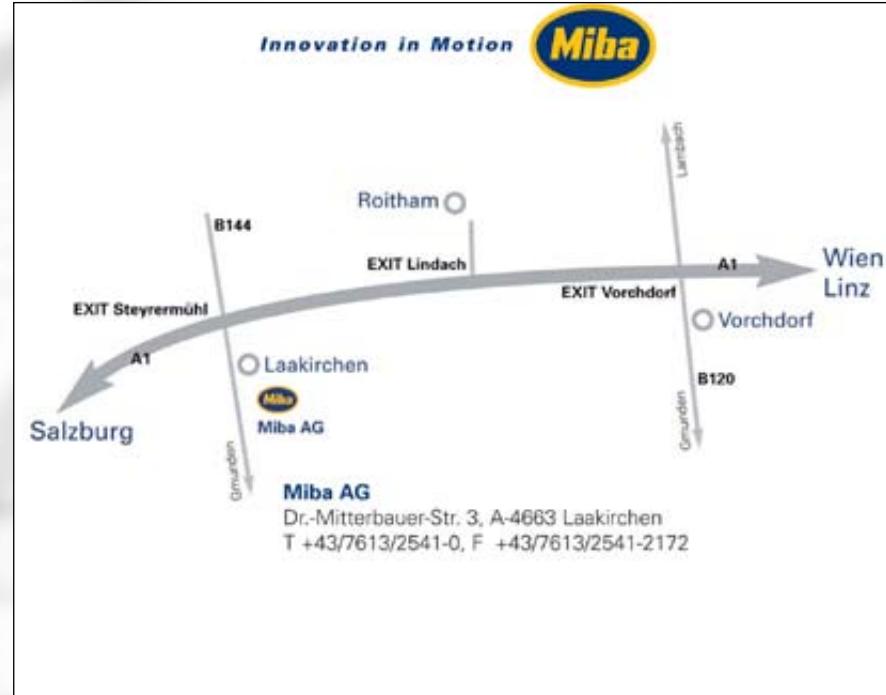 Innovation in Motion Miba
Lambach
Roitham
B144
EXIT Lindach
A1
Wien
Linz
EXIT Vorchdorf
EXIT Steyrermühl
Vorchdorf
A1
Laakirchen
B120
Miba
Miba AG
Salzburg
Gmunden
Gmunden
Miba AG
Dr.-Mitterbauer-Str. 3, A-4663 Laakirchen
T +43/7613/2541-0, F +43/7613/2541-2172